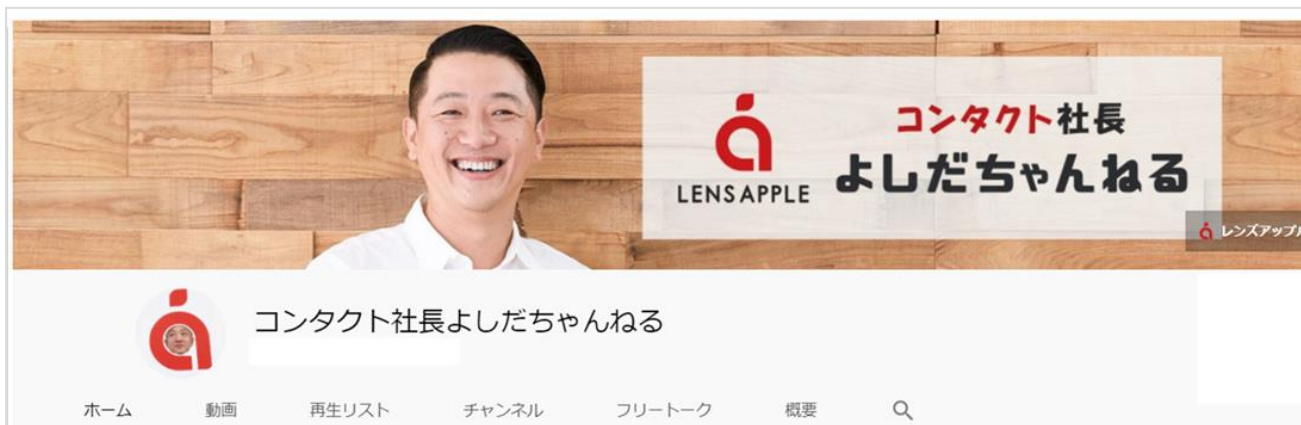 コンタクト社長
よしだちゃんねる
LENSAPPLE
レンズアップル
コンタクト社長よしだちゃんねる
ホーム 動画 再生リスト チャンネル フリートーク 概要